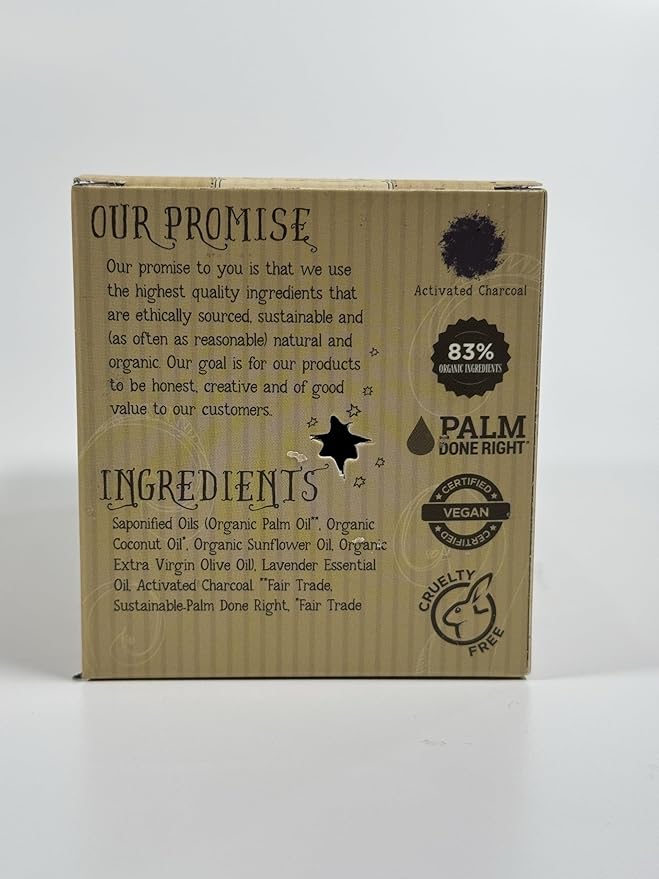 OUR PROMISE
Our promise to you is that we use
the highest quality ingredients that
are ethically sourced, sustainable and
(as often as reasonable) natural and
organic. Our goal is for our products
to be honest, creative and of good
value to our customers.
INGREDIENTS
Saponified Oils (Organic Palm Oil**, Organic
Coconut Oil*, Organic Sunflower Oil, Organic
Extra Virgin Olive Oil), Lavender Essential
Oil, Activated Charcoal **Fair Trade,
Sustainable-Palm Done Right, *Fair Trade
Activated Charcoal
83%
ORGANIC INGREDIENTS
PALM
DONE RIGHT
CERTIFIED
VEGAN
CERTIFIED
CRUELTY
FREE